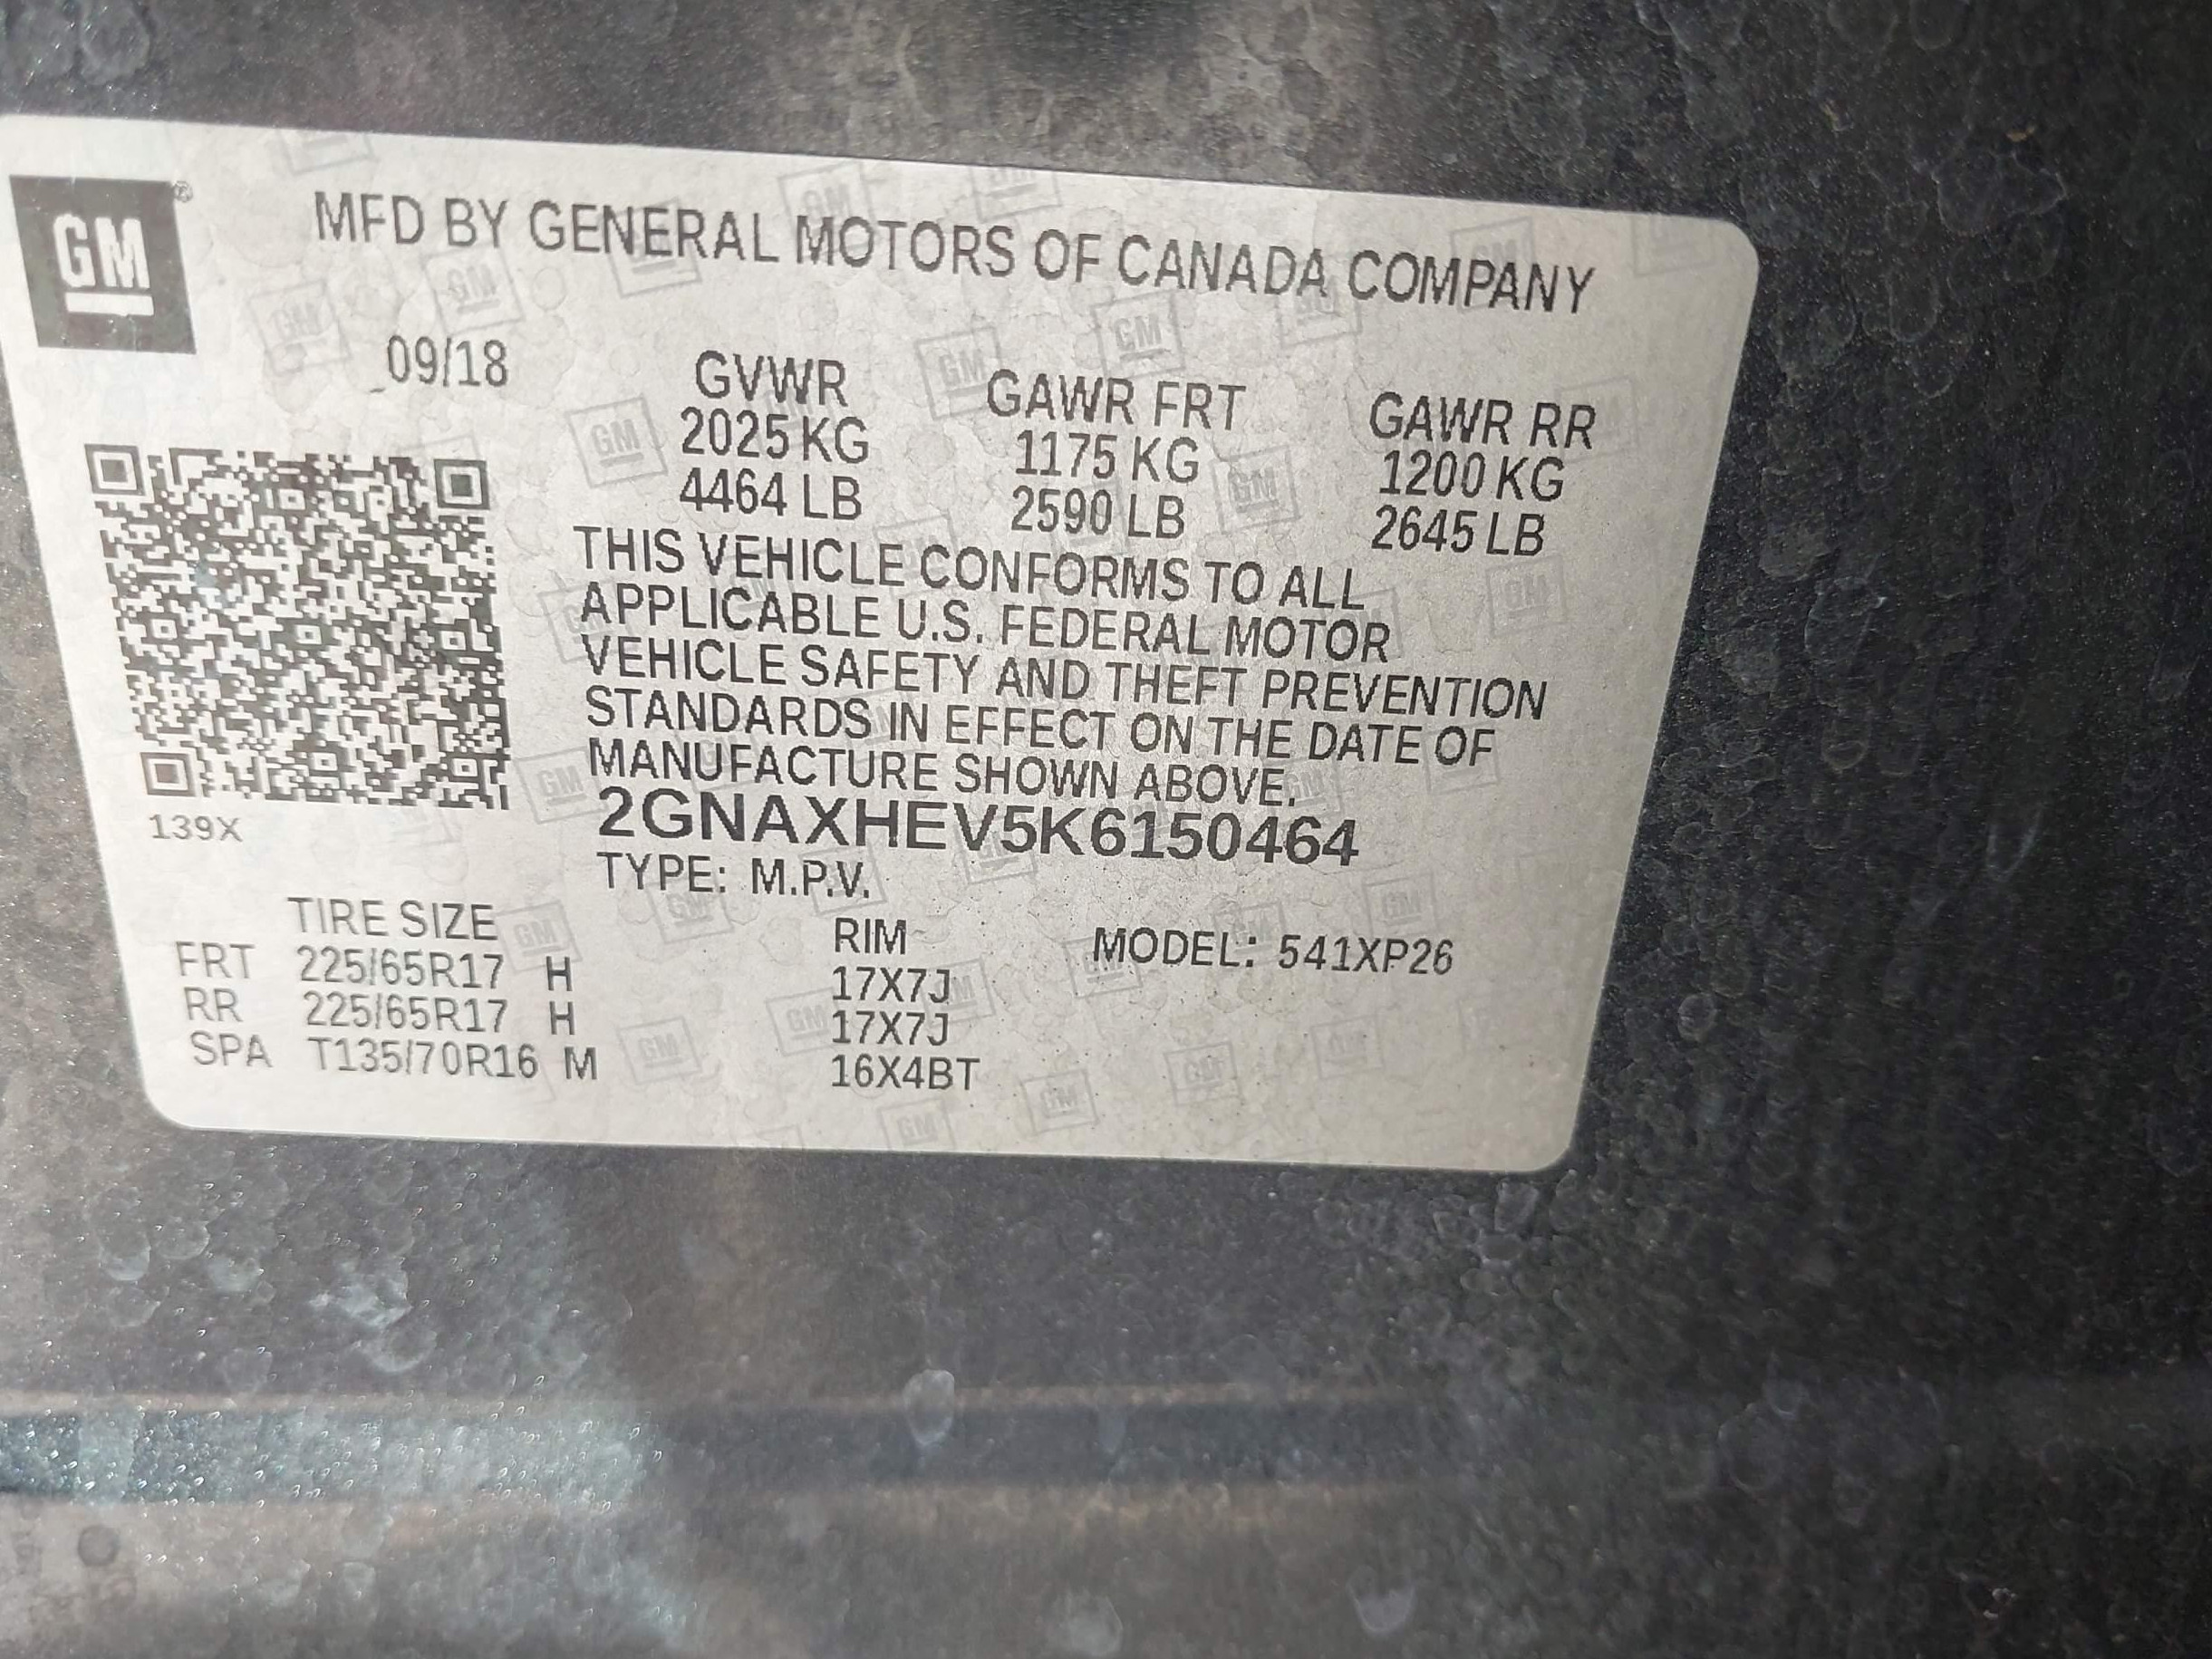 GM ®
MFD BY GENERAL MOTORS OF CANADA COMPANY
09/18
GVWR GAWR FRT GAWR RR
2025 KG 1175 KG 1200 KG
4464 LB 2590 LB 2645 LB
THIS VEHICLE CONFORMS TO ALL
APPLICABLE U.S. FEDERAL MOTOR
VEHICLE SAFETY AND THEFT PREVENTION
STANDARDS IN EFFECT ON THE DATE OF
MANUFACTURE SHOWN ABOVE.
139X
2GNAXHEV5K6150464
TYPE: M.P.V.
TIRE SIZE RIM MODEL: 541XP26
FRT 225/65R17 H 17X7J
RR 225/65R17 H 17X7J
SPA T135/70R16 M 16X4BT